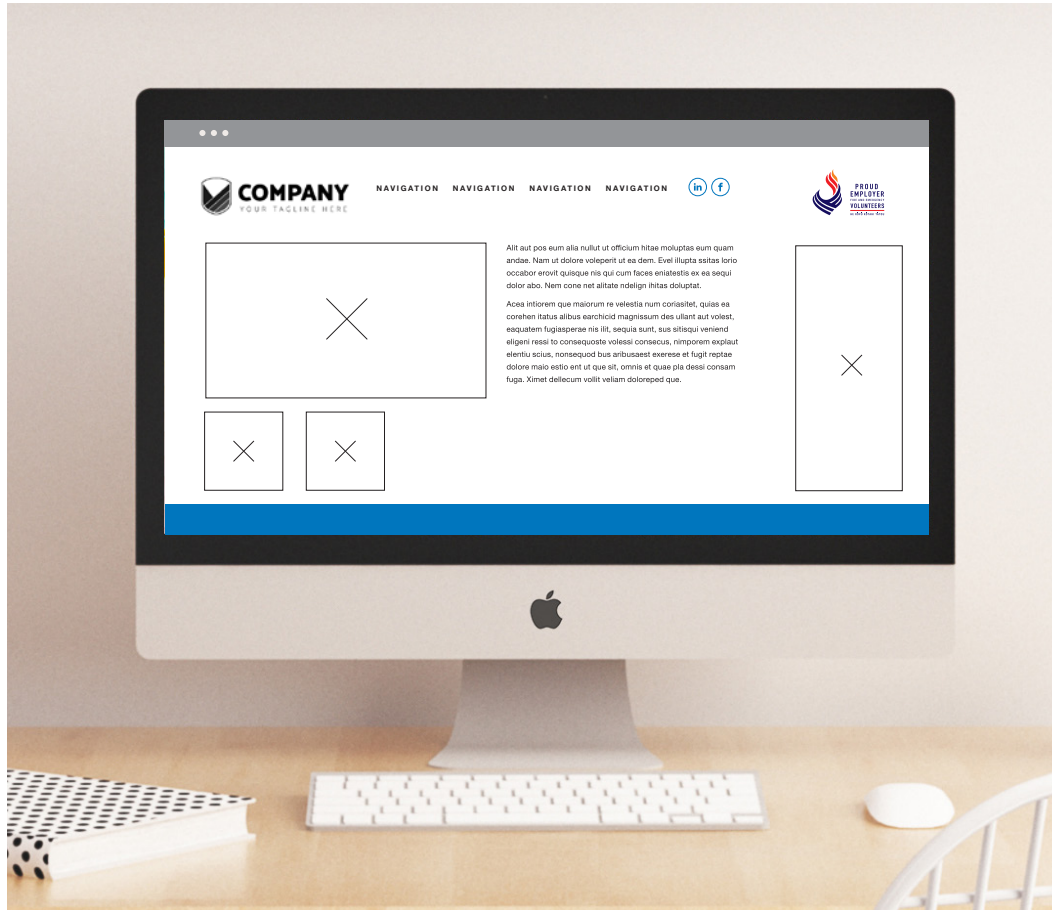 COMPANY
YOUR TAGLINE HERE
NAVIGATION NAVIGATION NAVIGATION NAVIGATION
in f
PROUD
EMPLOYER
FIRE AND EMERGENCY
VOLUNTEERS
Alit aut pos eum alia nullut ut officium hitae moluptas eum quam
andae. Nam ut dolore voleperit ut ea dem. Evel illupta ssitas lorio
occabor erovit quisque nis qui cum faces eniatestis ex ea sequi
dolor abo. Nem cone net alitate ndelign ihitas doluptat.
Acea intiorem que maiorum re velestia num coriasitet, quias ea
corehen itatus alibus earchicid magnissum des ullant aut volest,
eaquatem fugiasperae nis ilit, sequia sunt, sus sitisqui veniend
eligeni ressi to consequoste volessi consecus, nimporem explaut
elentiu scius, nonsequod bus aribusaest exerese et fugit reptae
dolore maio estio ent ut que sit, omnis et quae pla dessi consam
fuga. Ximet dellecum vollit veliam doloreped que.